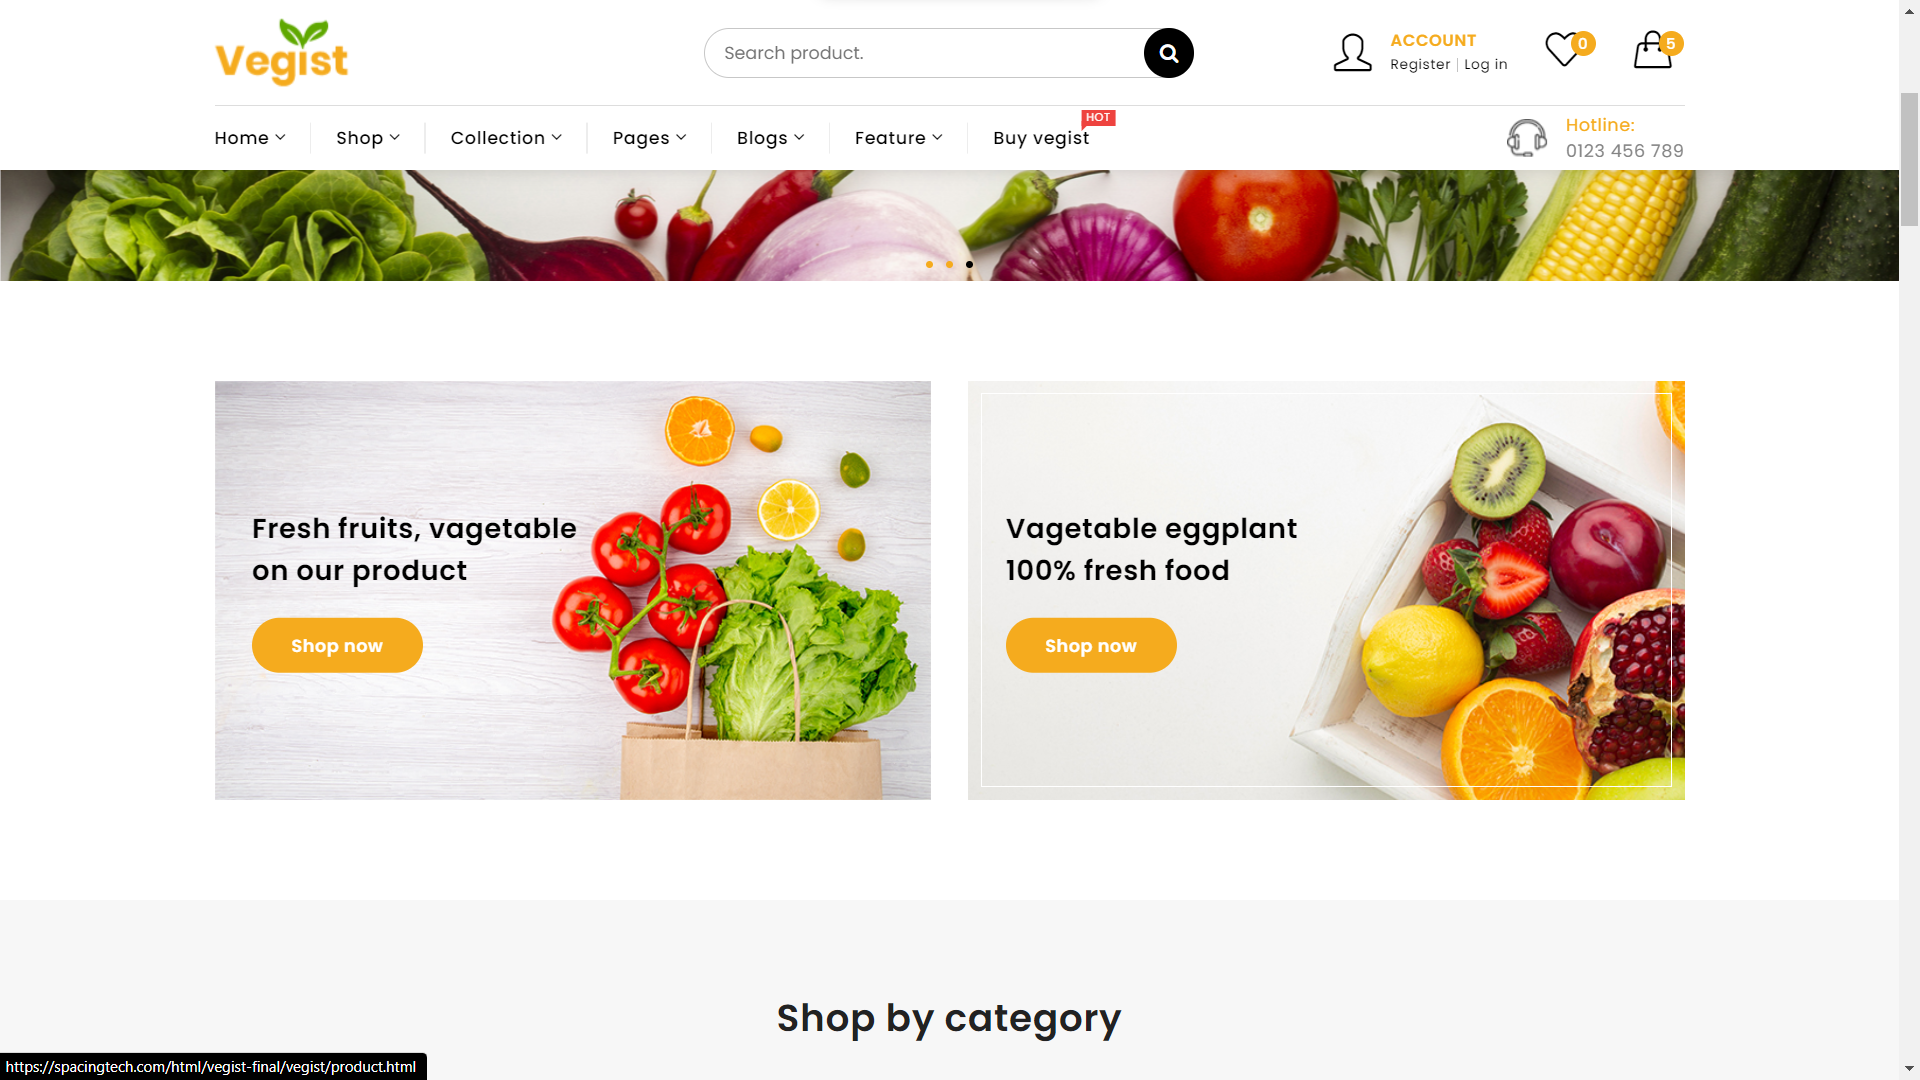 Vegist
Search product.
ACCOUNT
Register | Log in
0
5
Home
Shop
Collection
Pages
Blogs
Feature
Buy vegist
HOT
Hotline:
0123 456 789
Fresh fruits, vagetable
on our product
Shop now
Vagetable eggplant
100% fresh food
Shop now
Shop by category
https://spacingtech.com/html/vegist-final/vegist/product.html